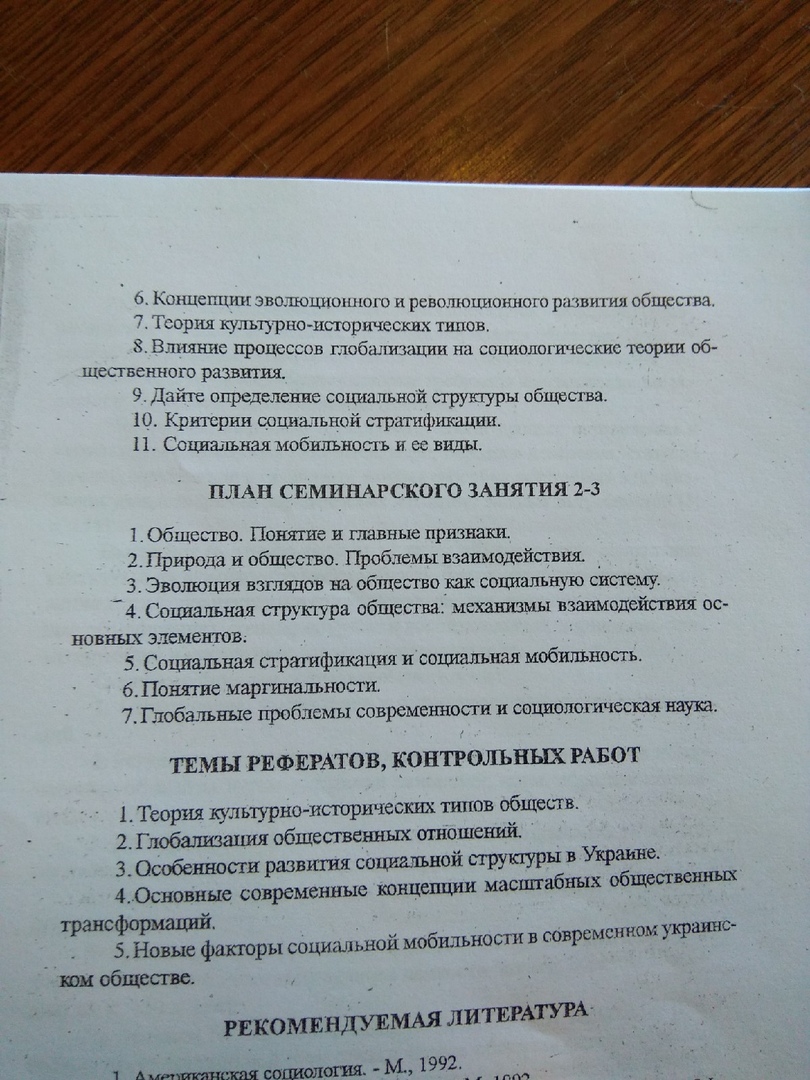 6. Концепции эволюционного и революционного развития общества.
7. Теория культурно-исторических типов.
8. Влияние процессов глобализации на социологические теории об-
щественного развития.
9. Дайте определение социальной структуры общества.
10. Критерии социальной стратификации.
11. Социальная мобильность и ее виды.
ПЛАН СЕМИНАРСКОГО ЗАНЯТИЯ 2-3
1. Общество. Понятие и главные признаки.
2. Природа и общество. Проблемы взаимодействия.
3. Эволюция взглядов на общество как социальную систему.
4. Социальная структура общества: механизмы взаимодействия ос-
новных элементов.
5. Социальная стратификация и социальная мобильность.
6. Понятие маргинальности.
7. Глобальные проблемы современности и социологическая наука.
ТЕМЫ РЕФЕРАТОВ, КОНТРОЛЬНЫХ РАБОТ
1. Теория культурно-исторических типов обществ.
2. Глобализация общественных отношений.
3. Особенности развития социальной структуры в Украине.
4. Основные современные концепции масштабных общественных
трансформаций.
5. Новые факторы социальной мобильности в современном украинс-
ком обществе.
РЕКОМЕНДУЕМАЯ ЛИТЕРАТУРА
1. Американская социология. - М., 1992.